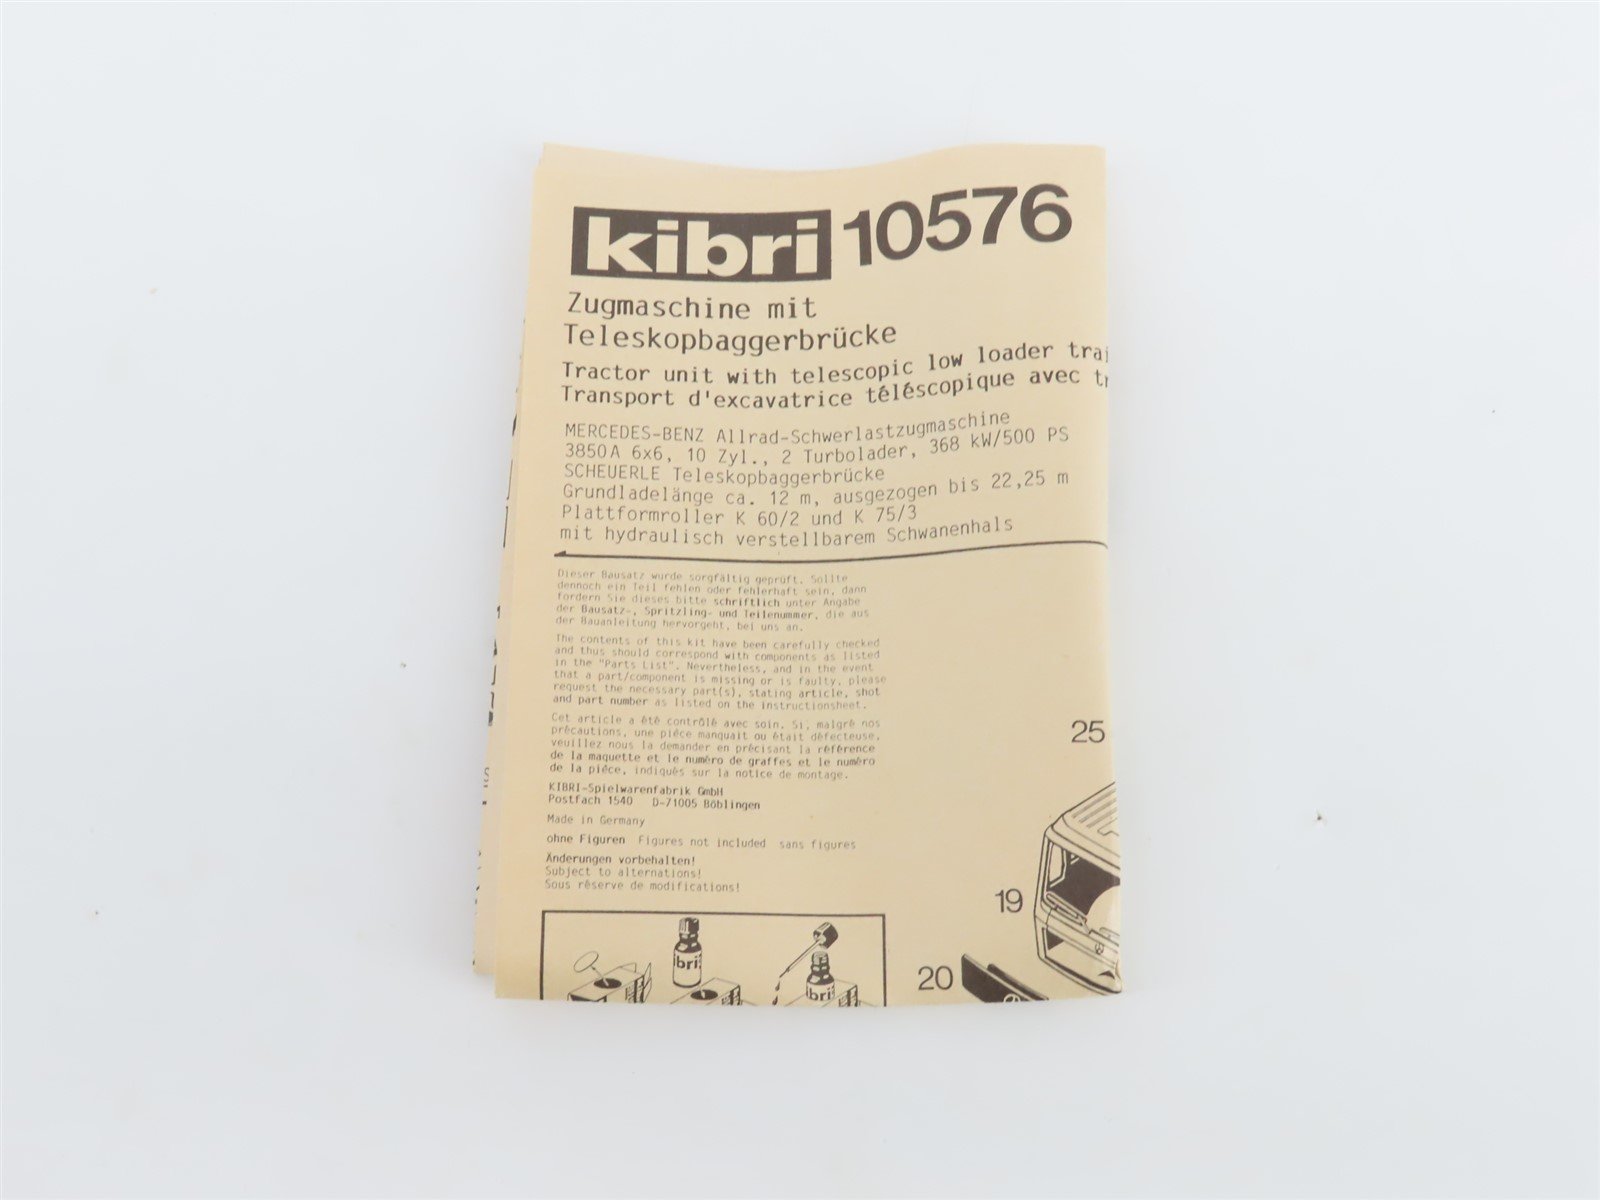 kibri 10576
Zugmaschine mit
Teleskopbaggerbrücke
Tractor unit with telescopic low loader
Transport d'excavatrice téléscopique avec
MERCEDES-BENZ Allrad-Schwerlastzugmaschine
3850A 6x6, 10 Zyl., 2 Turbolader, 368 kW/500 PS
SCHEUERLE Teleskopbaggerbrücke
Grundladelänge ca. 12 m, ausgezogen bis 22,25 m
Plattformroller K 60/2 und K 75/3
mit hydraulisch verstellbarem Schwanenhals
Dieser Bausatz wurde sorgfältig geprüft. Sollte
dennoch ein Teil fehlen oder fehlerhaft sein, dann
fordern Sie dieses bitte schriftlich unter Angabe
der Bausatz-, Spritzling- und Teilenummer, die aus
der Bauanleitung hervorgeht, bei uns an.
The contents of this kit have been carefully checked
and thus should correspond with components as listed
in the "Parts List". Nevertheless, and in the event
that a part/component is missing or is faulty, please
request the necessary part(s), stating article, shot
and part number as listed on the instructionsheet.
Cet article a été contrôlé avec soin. Si, malgré nos
précautions, une pièce manquait ou était défecteuse,
veuillez nous la demander en précisant la référence
de la maquette et le numéro de graffes et le numéro
de la pièce, indiqués sur la notice de montage.
KIBRI-Spielwarenfabrik GmbH
Postfach 1540 D-71005 Böblingen
Made in Germany
ohne Figuren Figures not included sans figures
Änderungen vorbehalten!
Subject to alternations!
Sous réserve de modifications!
25
19
20
ibri
ibri